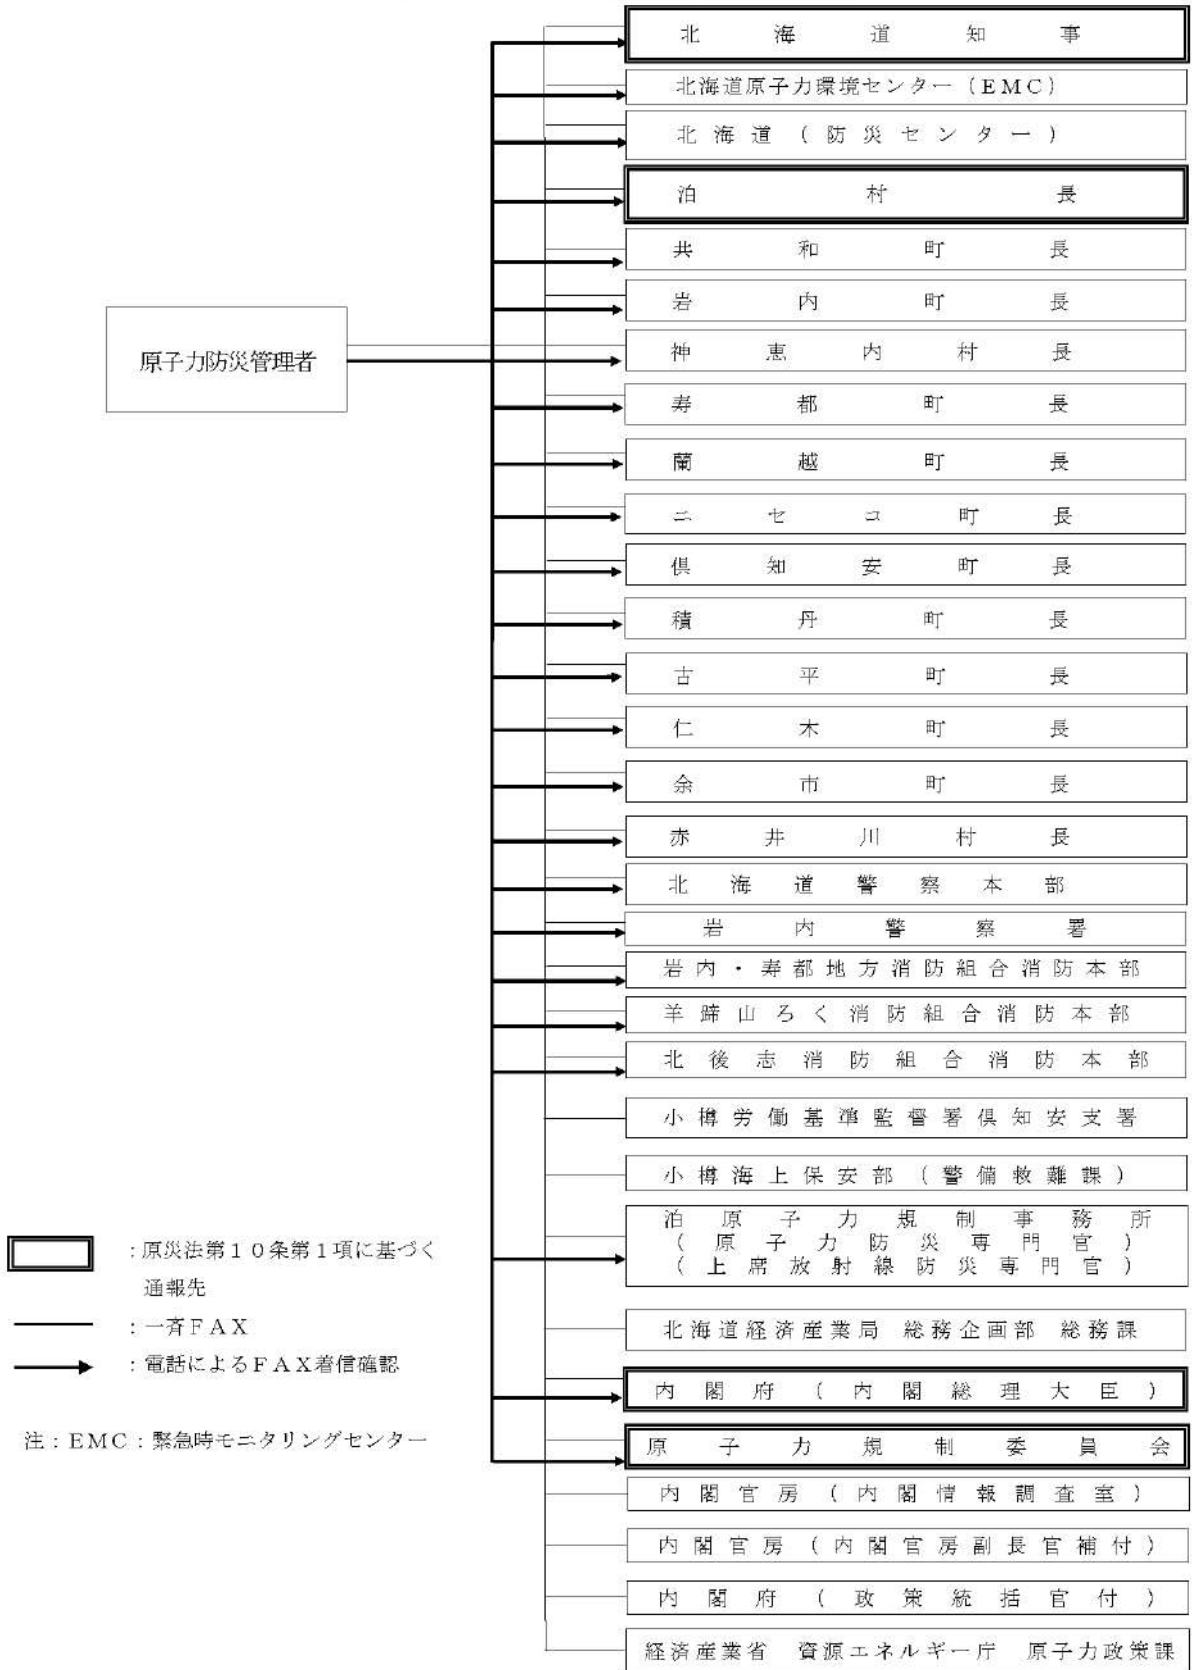 北海道知事
北海道原子力環境センター（ＥＭＣ）
北海道（防災センター）
泊村長
共和町長
岩内町長
原子力防災管理者
神恵内村長
寿都町長
蘭越町長
ニセコ町長
倶知安町長
積丹町長
古平町長
仁木町長
余市町長
赤井川村長
北海道警察本部
岩内警察署
岩内・寿都地方消防組合消防本部
羊蹄山ろく消防組合消防本部
北後志消防組合消防本部
小樽労働基準監督署倶知安支署
小樽海上保安部（警備救難課）
泊原子力規制事務所
（原子力防災専門官）
（上席放射線防災専門官）
北海道経済産業局　総務企画部　総務課
内閣府（内閣総理大臣）
原子力規制委員会
内閣官房（内閣情報調査室）
内閣官房（内閣官房副長官補付）
内閣府（政策統括官付）
経済産業省　資源エネルギー庁　原子力政策課
：原災法第１０条第１項に基づく
通報先
：一斉ＦＡＸ
：電話によるＦＡＸ着信確認
注：ＥＭＣ：緊急時モニタリングセンター